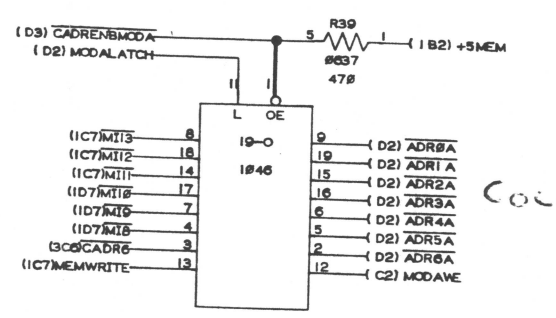 R39
(D3) CADRENBMODA 5 1 (1B2) +5MEM
(D2) MODALATCH Ø637
47Ø
11 1
L OE
19-O
1Ø46
(1C7)MI13 8 9 (D2) ADRØA
(1C7)MI12 18 19 (D2) ADR1A
(1C7)MI11 14 15 (D2) ADR2A
(1D7)MI1Ø 17 16 (D2) ADR3A
(1D7)MI9 7 6 (D2) ADR4A
(1D7)MI8 4 5 (D2) ADR5A
(3C6)CADR6 3 2 (D2) ADR6A
(1C7)MEMWRITE 13 12 (C2) MODAWE